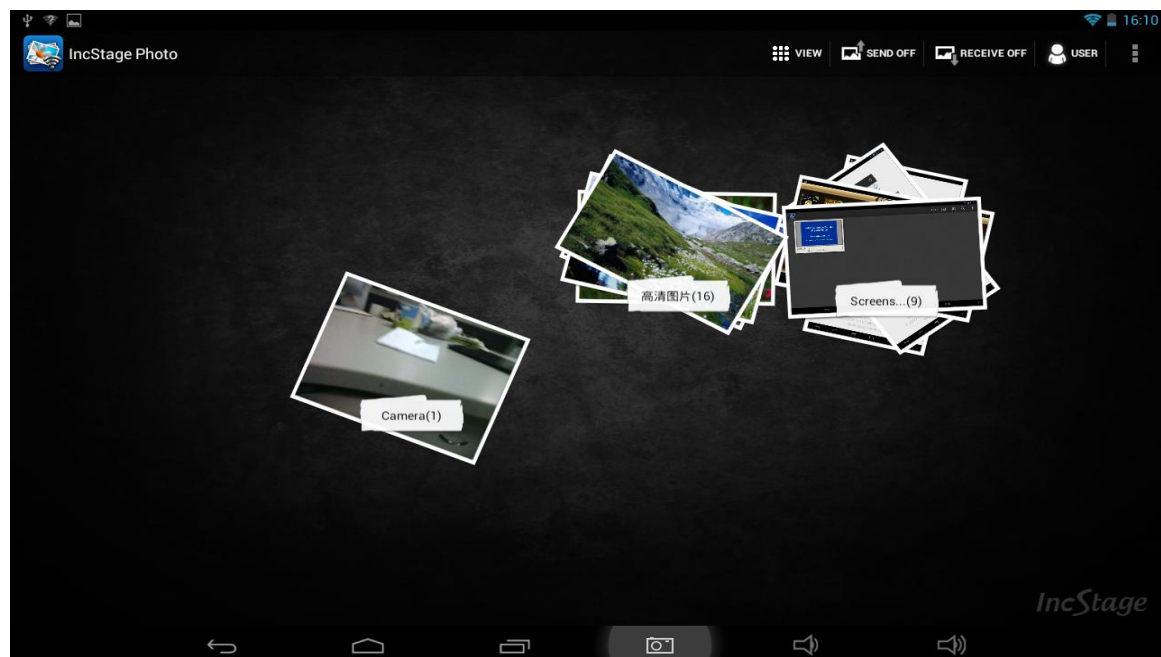 16:10
IncStage Photo
VIEW
SEND OFF
RECEIVE OFF
USER
高清图片(16)
Screens...(9)
Camera(1)
IncStage